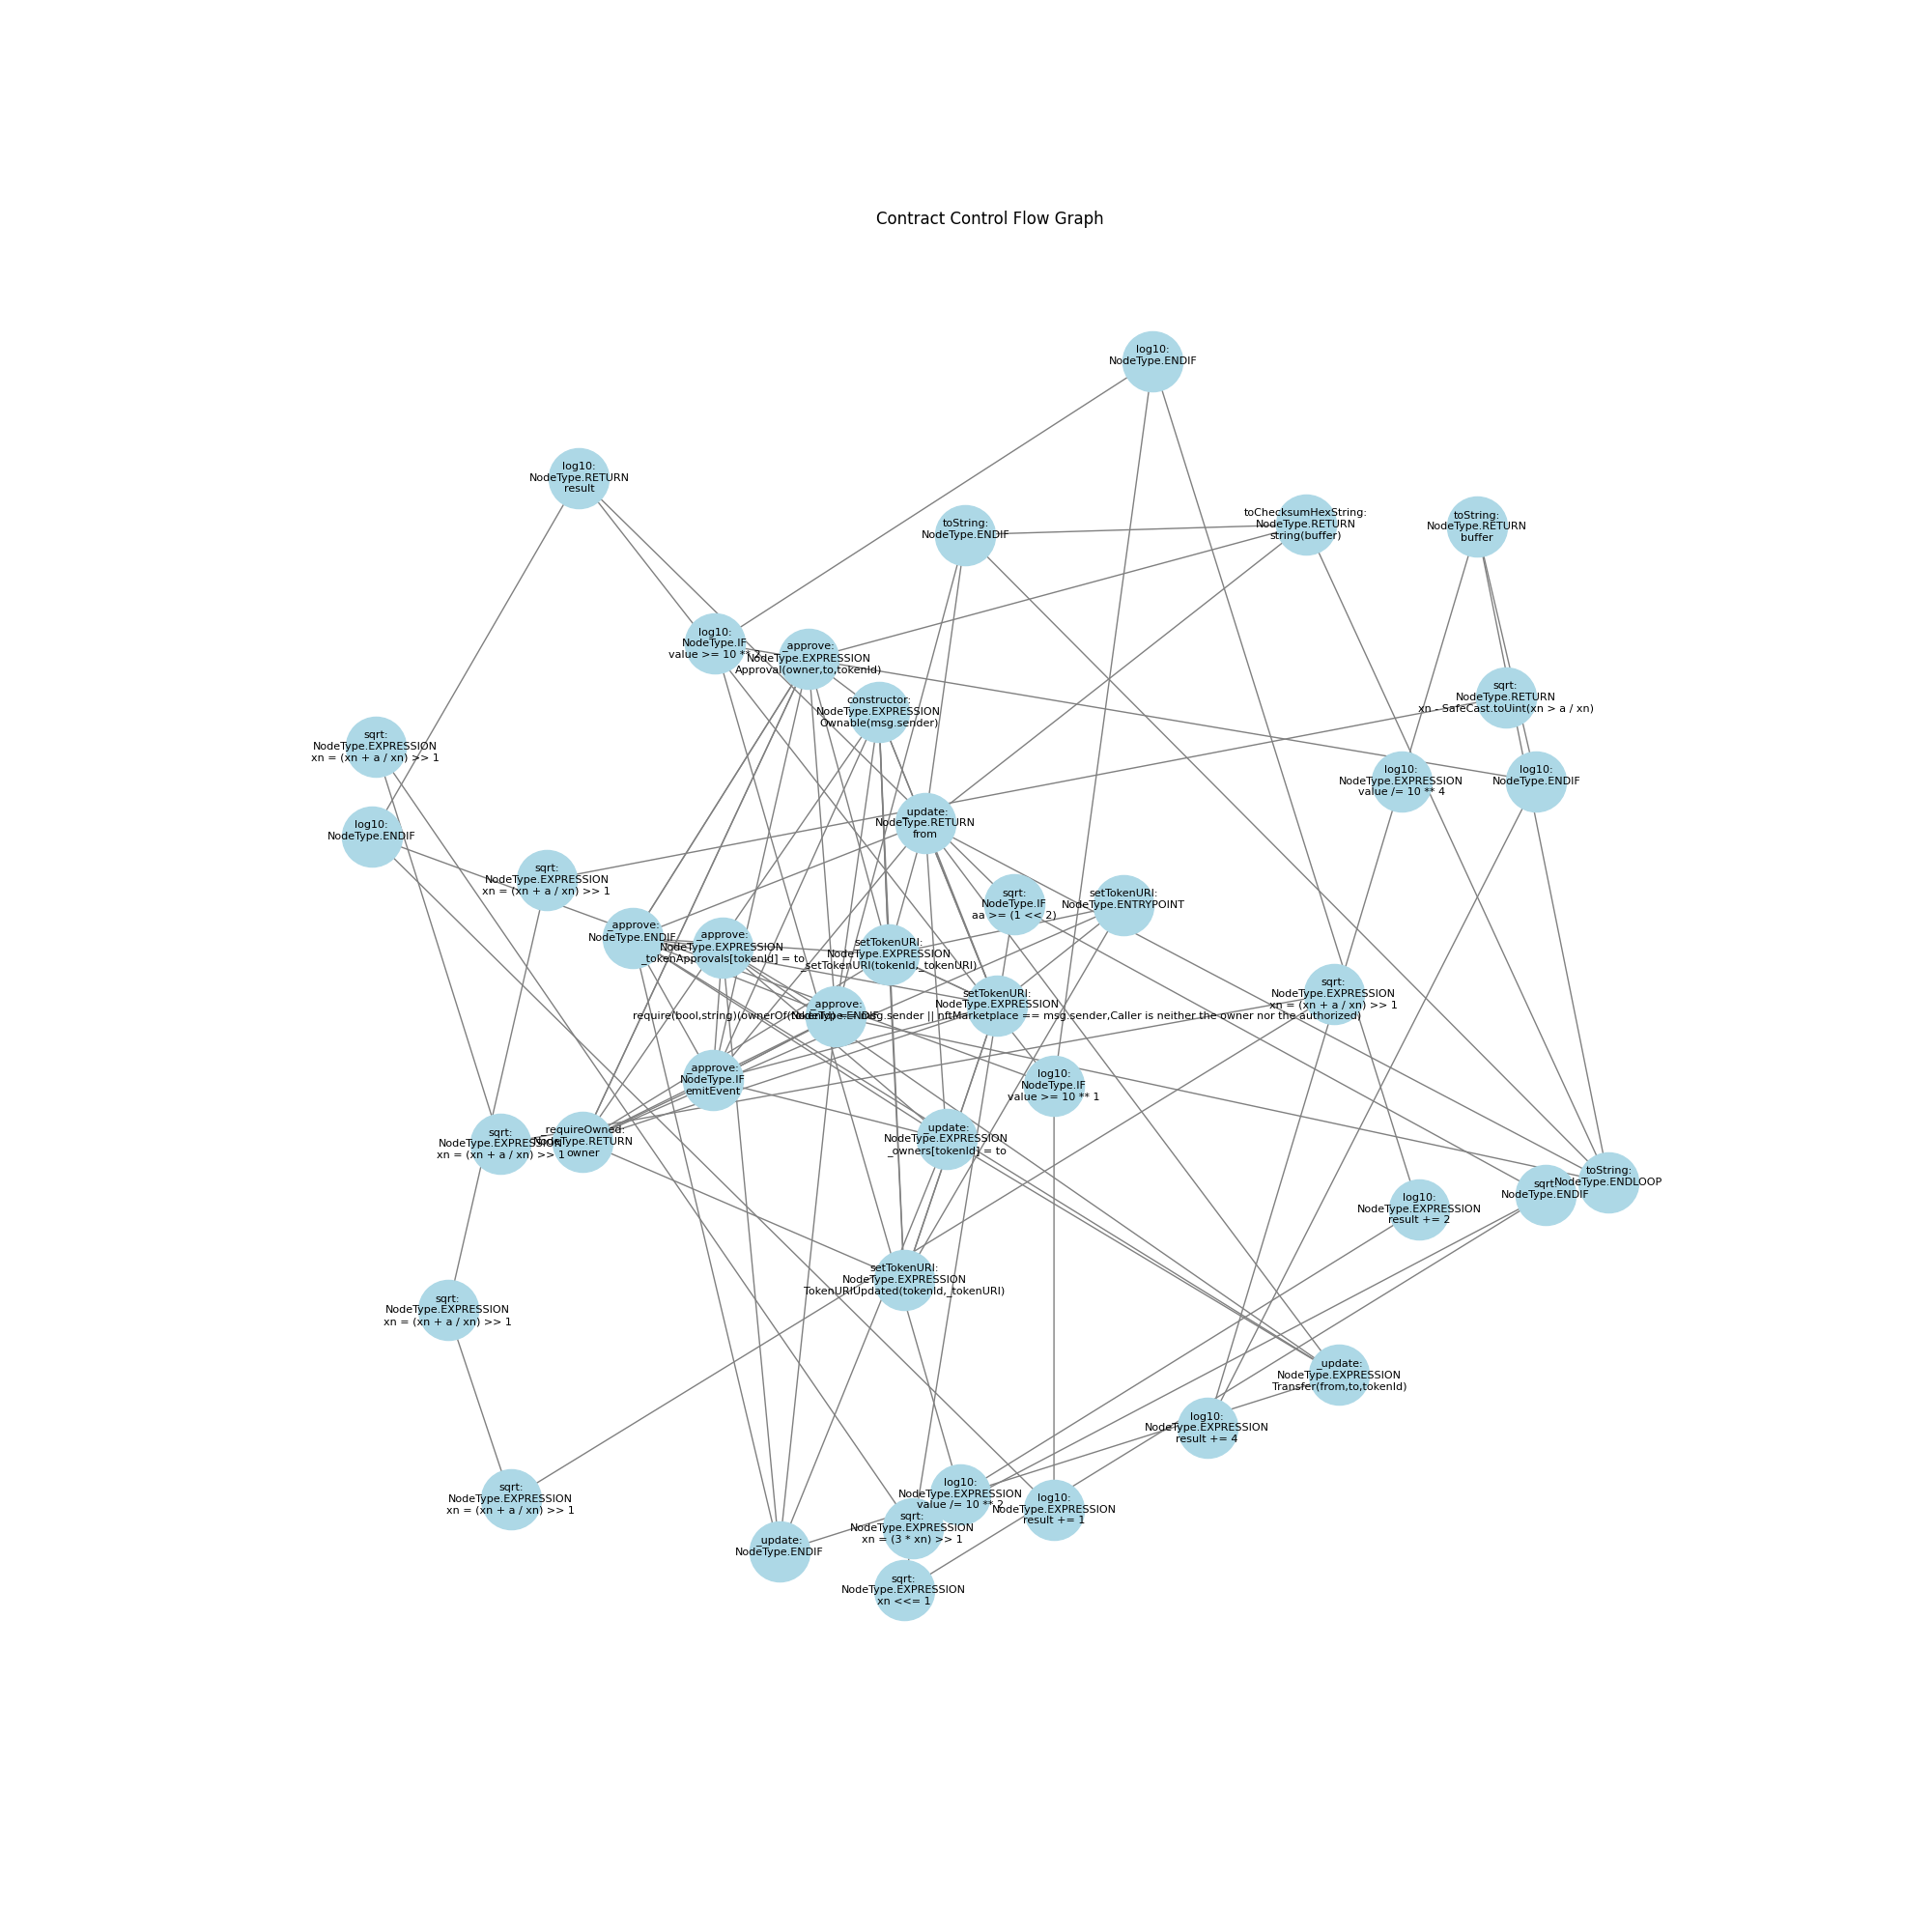 Contract Control Flow Graph
log10:
NodeType.ENDIF
log10:
NodeType.RETURN
result
toString:
NodeType.ENDIF
toChecksumHexString:
NodeType.RETURN
string(buffer)
toString:
NodeType.RETURN
buffer
log10:
NodeType.IF
value >= 10 ** 2
_approve:
NodeType.EXPRESSION
Approval(owner,to,tokenId)
constructor:
NodeType.EXPRESSION
Ownable(msg.sender)
sqrt:
NodeType.RETURN
xn - SafeCast.toUint(xn > a / xn)
sqrt:
NodeType.EXPRESSION
xn = (xn + a / xn) >> 1
log10:
NodeType.EXPRESSION
value /= 10 ** 4
log10:
NodeType.ENDIF
log10:
NodeType.ENDIF
_update:
NodeType.RETURN
from
sqrt:
NodeType.EXPRESSION
xn = (xn + a / xn) >> 1
sqrt:
NodeType.IF
aa >= (1 << 2)
setTokenURI:
NodeType.ENTRYPOINT
_approve:
NodeType.ENDIF
_approve:
NodeType.EXPRESSION
_tokenApprovals[tokenId] = to
setTokenURI:
NodeType.EXPRESSION
_setTokenURI(tokenId,_tokenURI)
sqrt:
NodeType.EXPRESSION
xn = (xn + a / xn) >> 1
setTokenURI:
NodeType.EXPRESSION
require(bool,string)(ownerOf(tokenId) == msg.sender || nftMarketplace == msg.sender,Caller is neither the owner nor the authorized)
_approve:
NodeType.ENDIF
_approve:
NodeType.IF
emitEvent
log10:
NodeType.IF
value >= 10 ** 1
sqrt:
NodeType.EXPRESSION
xn = (xn + a / xn) >> 1
_requireOwned:
NodeType.RETURN
owner
_update:
NodeType.EXPRESSION
_owners[tokenId] = to
toString:
NodeType.ENDLOOP
sqrt:
NodeType.ENDIF
log10:
NodeType.EXPRESSION
result += 2
setTokenURI:
NodeType.EXPRESSION
TokenURIUpdated(tokenId,_tokenURI)
sqrt:
NodeType.EXPRESSION
xn = (xn + a / xn) >> 1
_update:
NodeType.EXPRESSION
Transfer(from,to,tokenId)
log10:
NodeType.EXPRESSION
result += 4
sqrt:
NodeType.EXPRESSION
xn = (xn + a / xn) >> 1
log10:
NodeType.EXPRESSION
value /= 10 ** 2
log10:
NodeType.EXPRESSION
result += 1
sqrt:
NodeType.EXPRESSION
xn = (3 * xn) >> 1
_update:
NodeType.ENDIF
sqrt:
NodeType.EXPRESSION
xn <<= 1